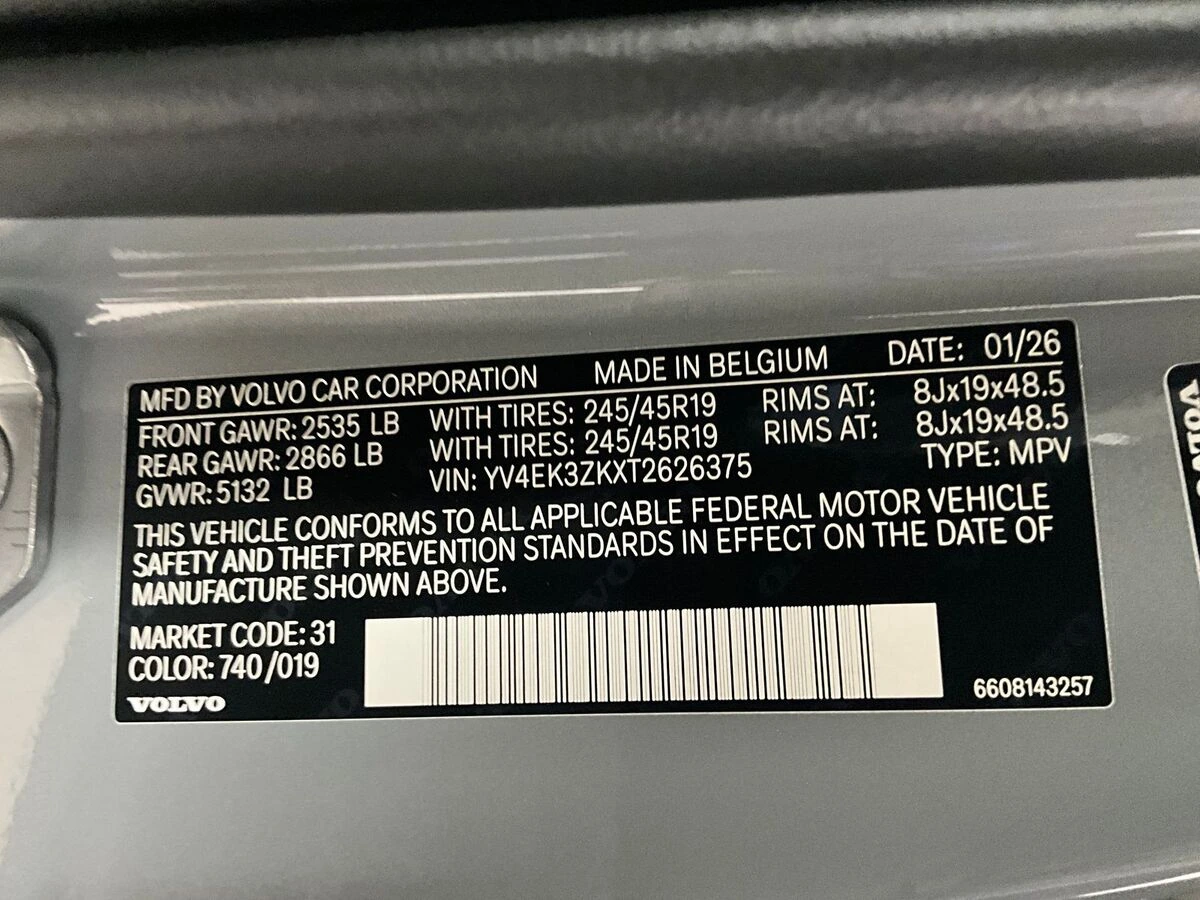 MFD BY VOLVO CAR CORPORATION MADE IN BELGIUM DATE: 01/26
FRONT GAWR: 2535 LB WITH TIRES: 245/45R19 RIMS AT: 8Jx19x48.5
REAR GAWR: 2866 LB WITH TIRES: 245/45R19 RIMS AT: 8Jx19x48.5
GVWR: 5132 LB VIN: YV4EK3ZKXT2626375 TYPE: MPV
THIS VEHICLE CONFORMS TO ALL APPLICABLE FEDERAL MOTOR VEHICLE
SAFETY AND THEFT PREVENTION STANDARDS IN EFFECT ON THE DATE OF
MANUFACTURE SHOWN ABOVE.
MARKET CODE: 31
COLOR: 740/019
VOLVO
6608143257